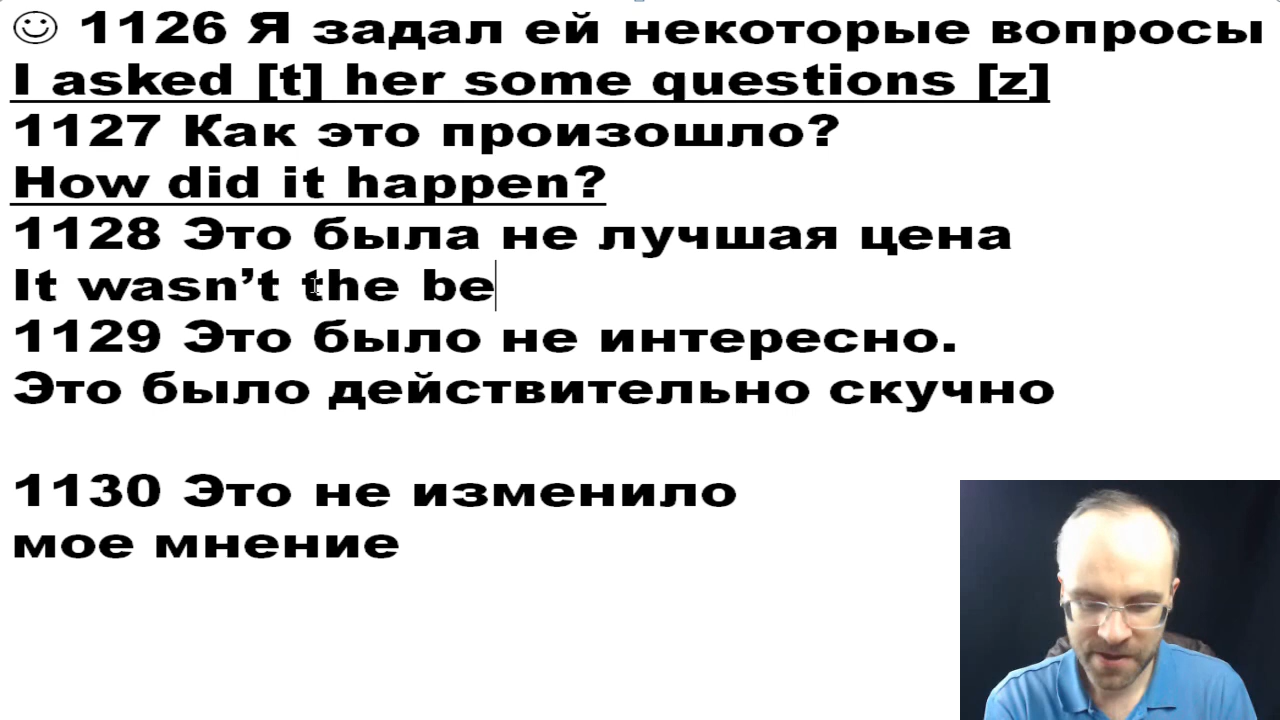 ☺ 1126 Я задал ей некоторые вопросы
I asked [t] her some questions [z]
1127 Как это произошло?
How did it happen?
1128 Это была не лучшая цена
It wasn’t the be
1129 Это было не интересно.
Это было действительно скучно
1130 Это не изменило
мое мнение